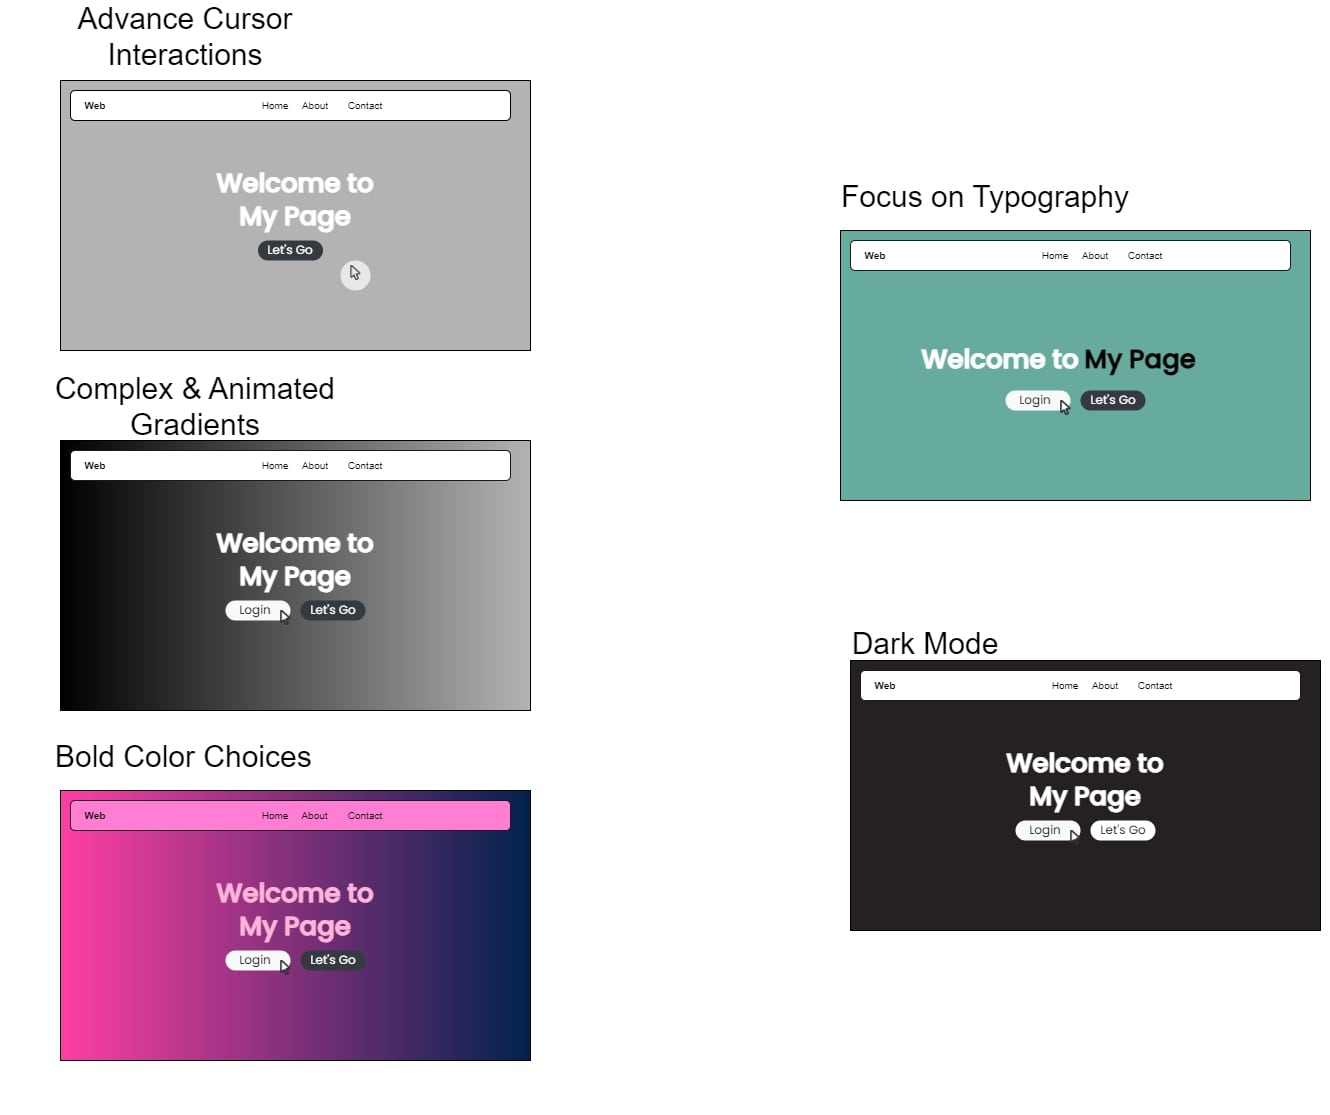 Advance Cursor
Interactions
Web Home About Contact
Welcome to
My Page
Let's Go
Complex & Animated
Gradients
Web Home About Contact
Welcome to
My Page
Login Let's Go
Bold Color Choices
Web Home About Contact
Welcome to
My Page
Login Let's Go
Focus on Typography
Web Home About Contact
Welcome to My Page
Login Let's Go
Dark Mode
Web Home About Contact
Welcome to
My Page
Login Let's Go